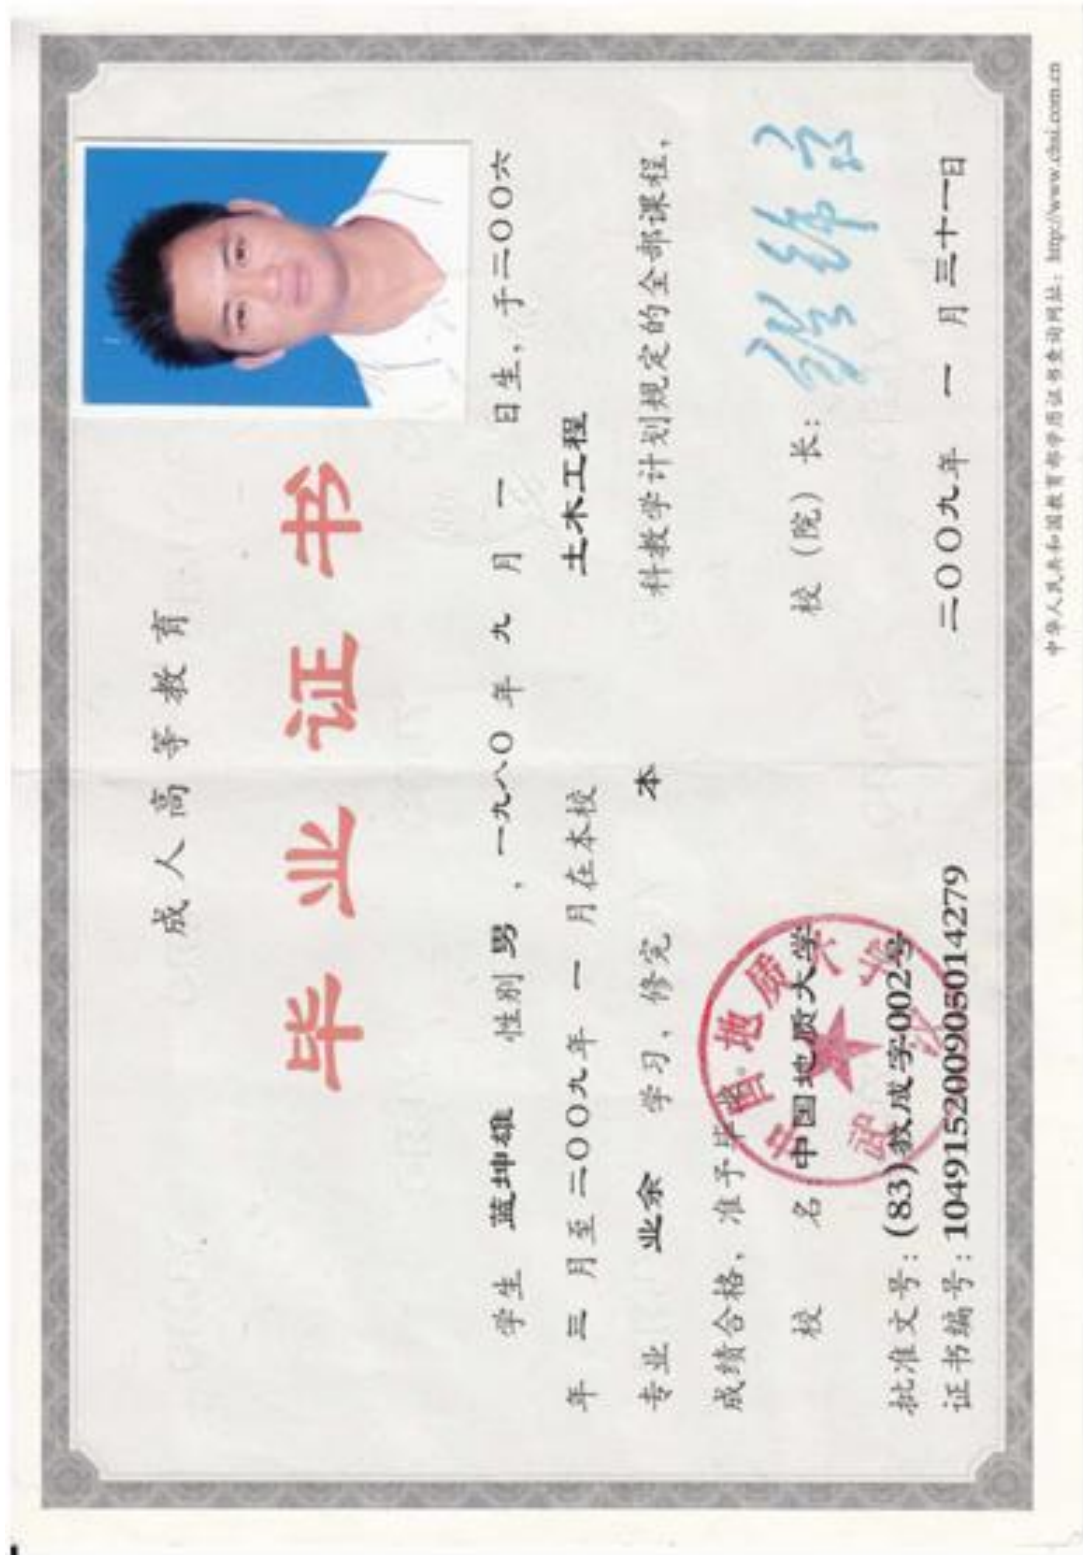 成人高等教育
毕业证书
学生 蓝坤雄 性别 男，一九八〇年 九 月 一 日生，于二〇〇六
年 三 月至二〇〇九年 一 月在本校 土木工程
专业 业余 学习，修完 本 科教学计划规定的全部课程，
成绩合格，准予毕业。
校 名：中国地质大学 校（院）长：
批准文号：(83)教成字002号
证书编号：104915200905014279 二〇〇九年 一 月 三十一日
中国地质大学
中华人民共和国教育部学历证书查询网址：http://www.chsi.com.cn